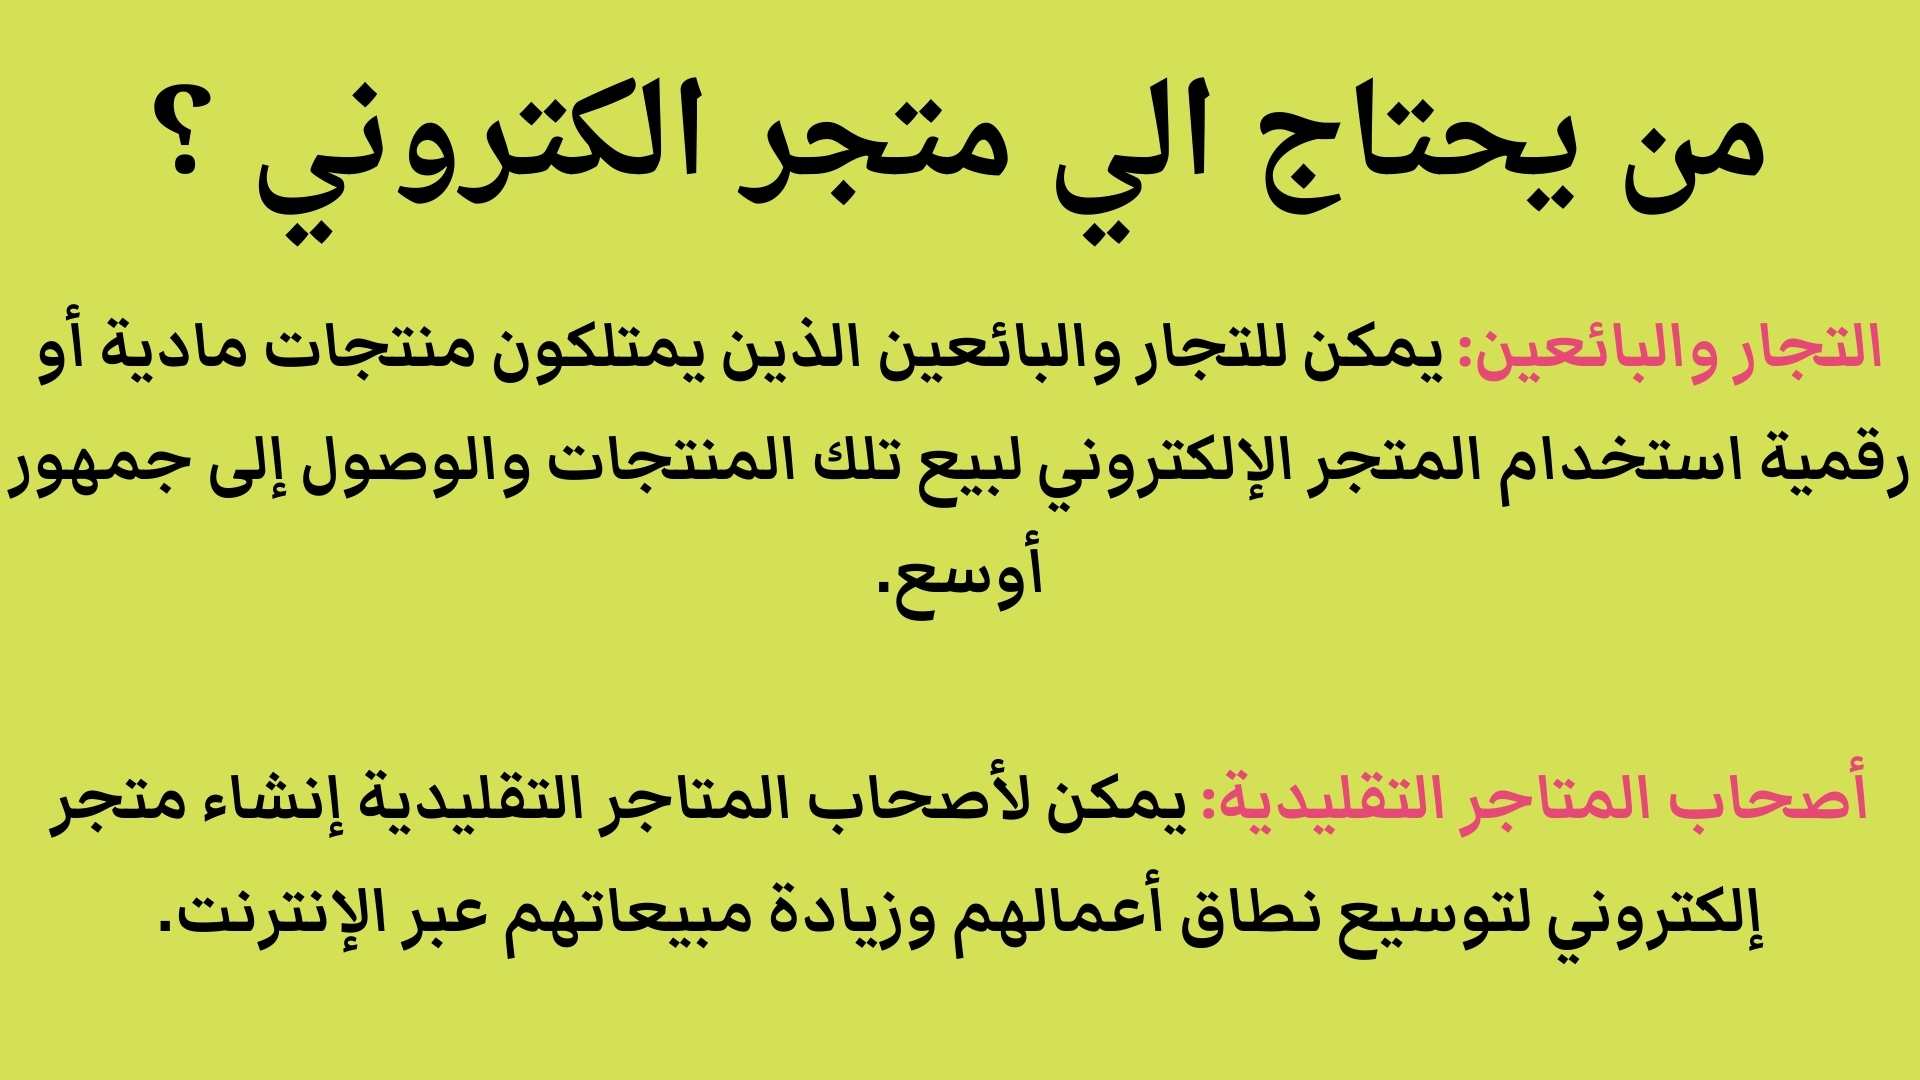 من يحتاج الي متجر الكتروني ؟
التجار والبائعين: يمكن للتجار والبائعين الذين يمتلكون منتجات مادية أو
رقمية استخدام المتجر الإلكتروني لبيع تلك المنتجات والوصول إلى جمهور
أوسع.
أصحاب المتاجر التقليدية: يمكن لأصحاب المتاجر التقليدية إنشاء متجر
إلكتروني لتوسيع نطاق أعمالهم وزيادة مبيعاتهم عبر الإنترنت.